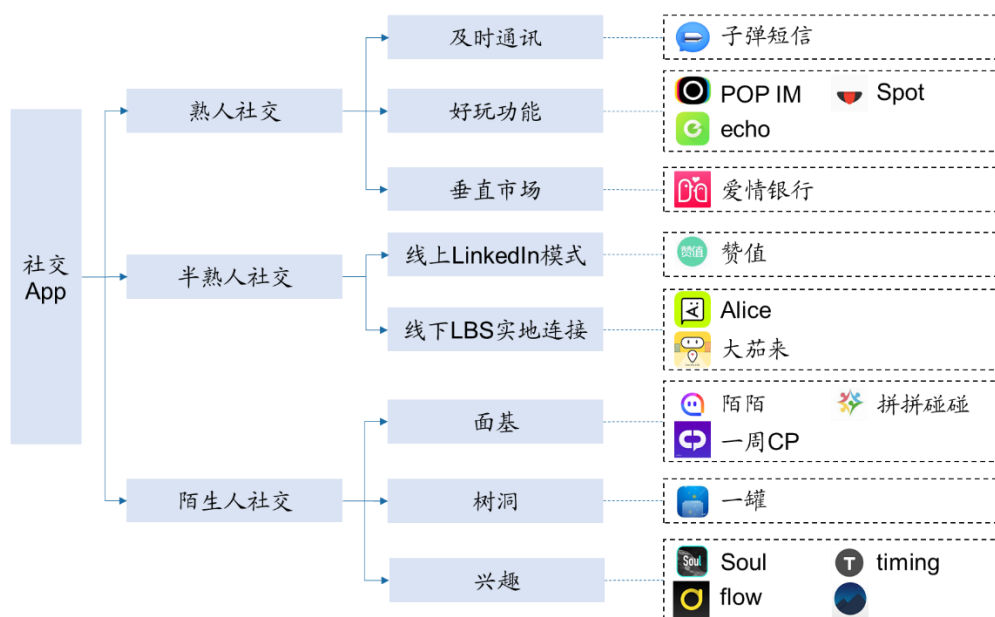 社交
App
熟人社交
及时通讯
子弹短信
好玩功能
POP IM
Spot
echo
垂直市场
爱情银行
半熟人社交
线上LinkedIn模式
赞值
赞值
线下LBS实地连接
Alice
大茄来
陌生人社交
面基
陌陌
拼拼碰碰
一周CP
树洞
一罐
兴趣
Soul
Soul
T
timing
flow